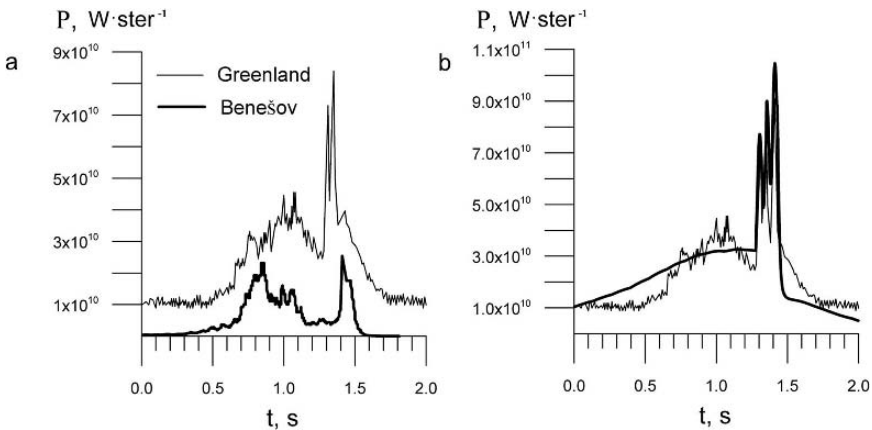 P, W·ster⁻¹
a
9x10¹⁰
7x10¹⁰
5x10¹⁰
3x10¹⁰
1x10¹⁰
Greenland
Benešov
0.0 0.5 1.0 1.5 2.0
t, s
P, W·ster⁻¹
b
1.1x10¹¹
9.0x10¹⁰
7.0x10¹⁰
5.0x10¹⁰
3.0x10¹⁰
1.0x10¹⁰
0.0 0.5 1.0 1.5 2.0
t, s